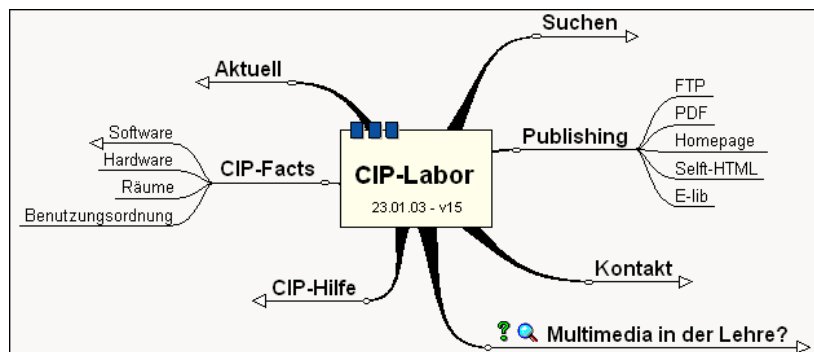 Suchen
Aktuell
FTP
PDF
Publishing
Homepage
Selft-HTML
E-lib
Software
Hardware
CIP-Facts
Räume
Benutzungsordnung
CIP-Labor
23.01.03 - v15
Kontakt
CIP-Hilfe
? Multimedia in der Lehre?